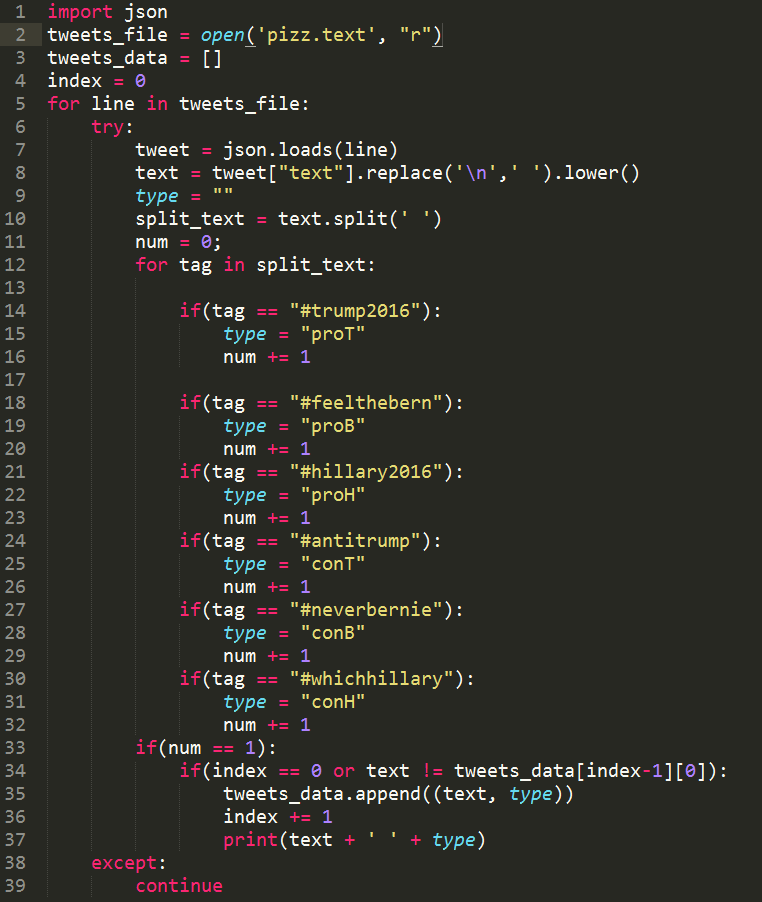 1 import json
2 tweets_file = open('pizz.text', "r")
3 tweets_data = []
4 index = 0
5 for line in tweets_file:
6     try:
7         tweet = json.loads(line)
8         text = tweet["text"].replace('\n',' ').lower()
9         type = ""
10         split_text = text.split(' ')
11         num = 0;
12         for tag in split_text:
13
14             if(tag == "#trump2016"):
15                 type = "proT"
16                 num += 1
17
18             if(tag == "#feelthebern"):
19                 type = "proB"
20                 num += 1
21             if(tag == "#hillary2016"):
22                 type = "proH"
23                 num += 1
24             if(tag == "#antitrump"):
25                 type = "conT"
26                 num += 1
27             if(tag == "#neverbernie"):
28                 type = "conB"
29                 num += 1
30             if(tag == "#whichhillary"):
31                 type = "conH"
32                 num += 1
33         if(num == 1):
34             if(index == 0 or text != tweets_data[index-1][0]):
35                 tweets_data.append((text, type))
36                 index += 1
37                 print(text + ' ' + type)
38     except:
39         continue